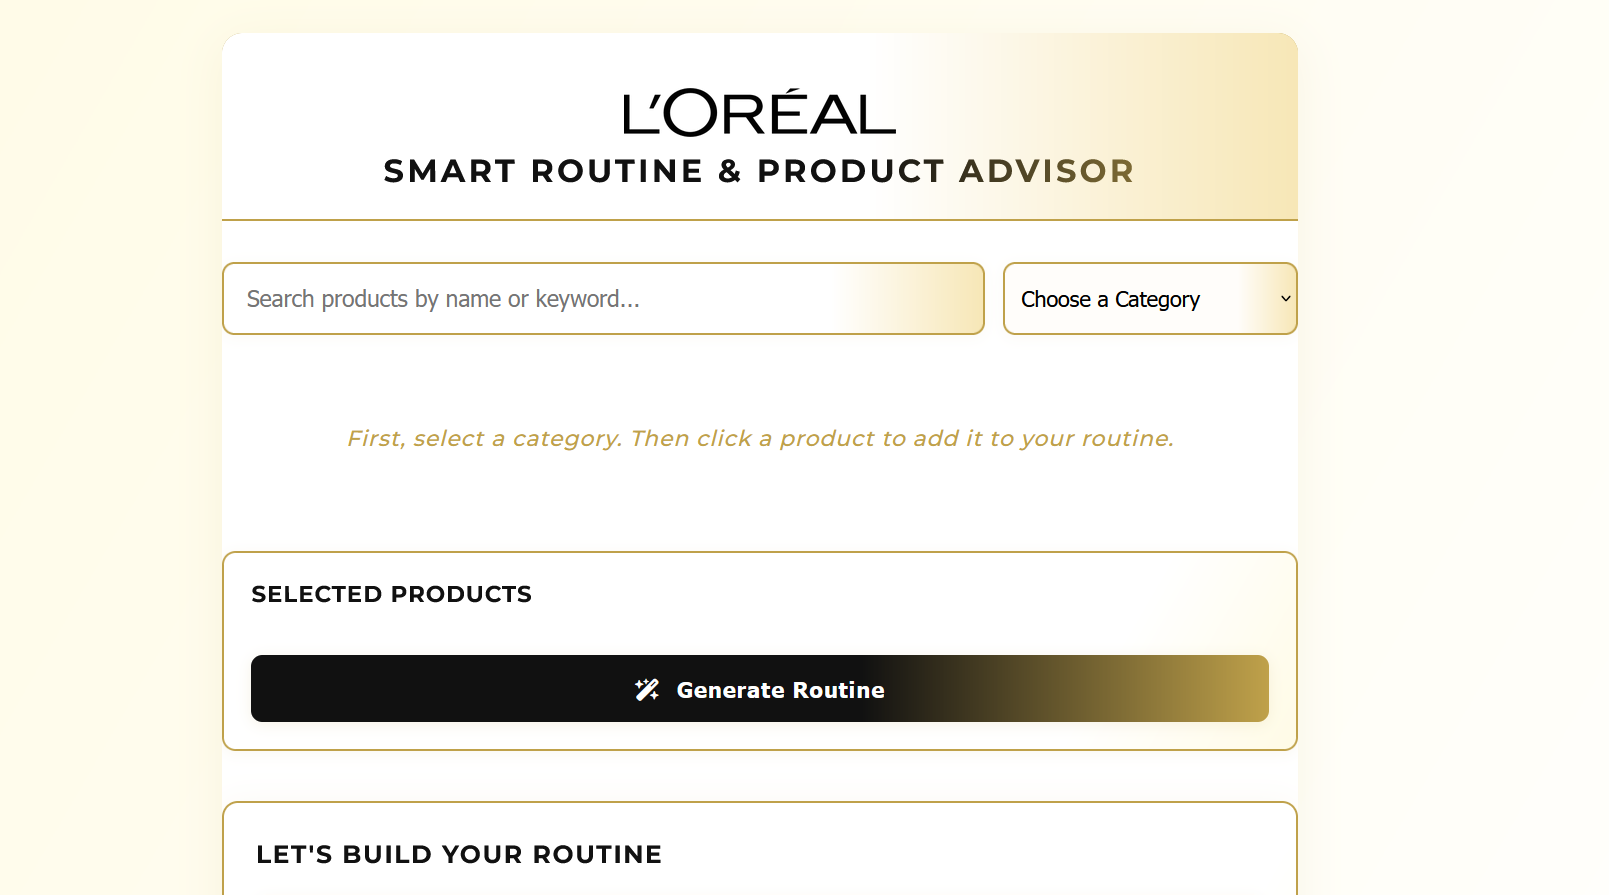 L'ORÉAL
SMART ROUTINE & PRODUCT ADVISOR
Search products by name or keyword...
Choose a Category
First, select a category. Then click a product to add it to your routine.
SELECTED PRODUCTS
Generate Routine
LET'S BUILD YOUR ROUTINE